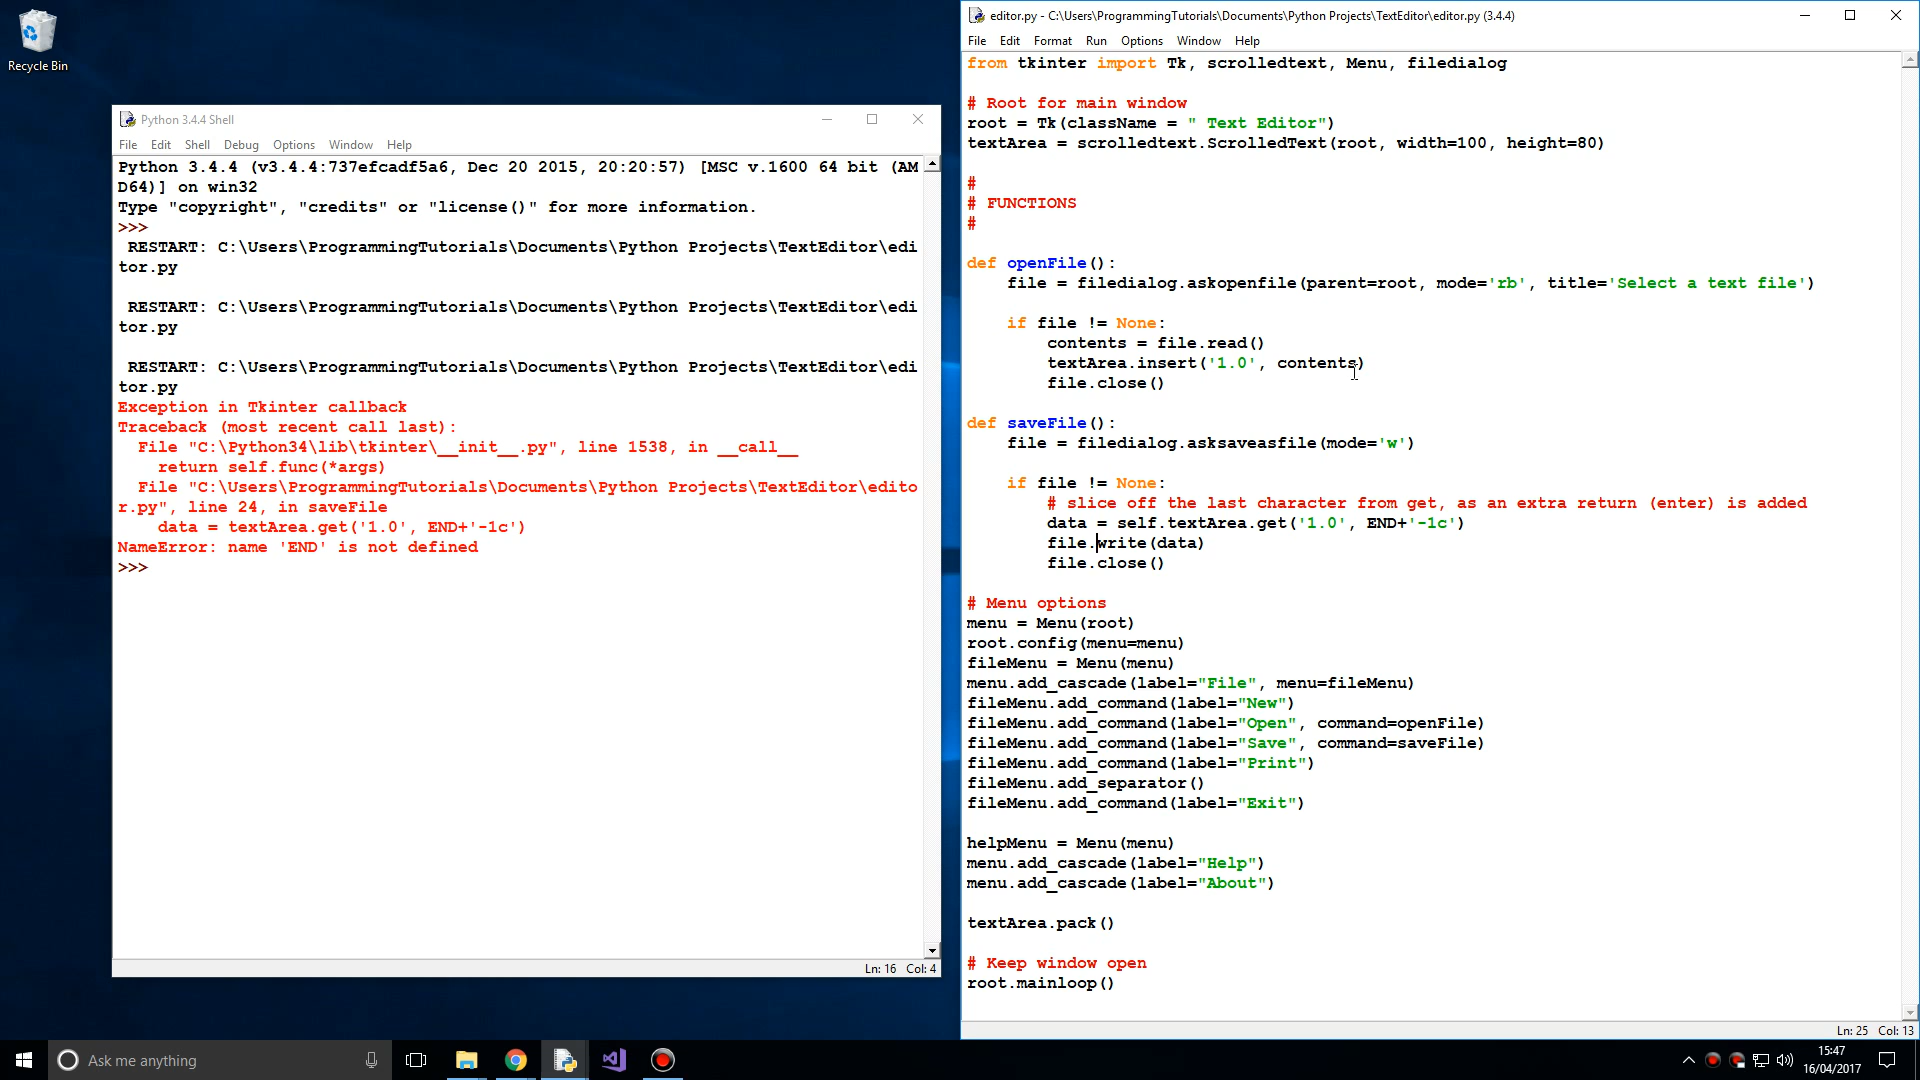 Recycle Bin
Python 3.4.4 Shell
File Edit Shell Debug Options Window Help
Python 3.4.4 (v3.4.4:737efcadf5a6, Dec 20 2015, 20:20:57) [MSC v.1600 64 bit (AM
D64)] on win32
Type "copyright", "credits" or "license()" for more information.
>>>
 RESTART: C:\Users\ProgrammingTutorials\Documents\Python Projects\TextEditor\edi
tor.py
 RESTART: C:\Users\ProgrammingTutorials\Documents\Python Projects\TextEditor\edi
tor.py
 RESTART: C:\Users\ProgrammingTutorials\Documents\Python Projects\TextEditor\edi
tor.py
Exception in Tkinter callback
Traceback (most recent call last):
  File "C:\Python34\lib\tkinter\__init__.py", line 1538, in __call__
    return self.func(*args)
  File "C:\Users\ProgrammingTutorials\Documents\Python Projects\TextEditor\edito
r.py", line 24, in saveFile
    data = textArea.get('1.0', END+'-1c')
NameError: name 'END' is not defined
>>>
Ln: 16 Col: 4
editor.py - C:\Users\ProgrammingTutorials\Documents\Python Projects\TextEditor\editor.py (3.4.4)
File Edit Format Run Options Window Help
from tkinter import Tk, scrolledtext, Menu, filedialog
# Root for main window
root = Tk(className = " Text Editor")
textArea = scrolledtext.ScrolledText(root, width=100, height=80)
#
# FUNCTIONS
#
def openFile():
    file = filedialog.askopenfile(parent=root, mode='rb', title='Select a text file')
    if file != None:
        contents = file.read()
        textArea.insert('1.0', contents)
        file.close()
def saveFile():
    file = filedialog.asksaveasfile(mode='w')
    if file != None:
        # slice off the last character from get, as an extra return (enter) is added
        data = self.textArea.get('1.0', END+'-1c')
        file.write(data)
        file.close()
# Menu options
menu = Menu(root)
root.config(menu=menu)
fileMenu = Menu(menu)
menu.add_cascade(label="File", menu=fileMenu)
fileMenu.add_command(label="New")
fileMenu.add_command(label="Open", command=openFile)
fileMenu.add_command(label="Save", command=saveFile)
fileMenu.add_command(label="Print")
fileMenu.add_separator()
fileMenu.add_command(label="Exit")
helpMenu = Menu(menu)
menu.add_cascade(label="Help")
menu.add_cascade(label="About")
textArea.pack()
# Keep window open
root.mainloop()
Ln: 25 Col: 13
Ask me anything
15:47
16/04/2017